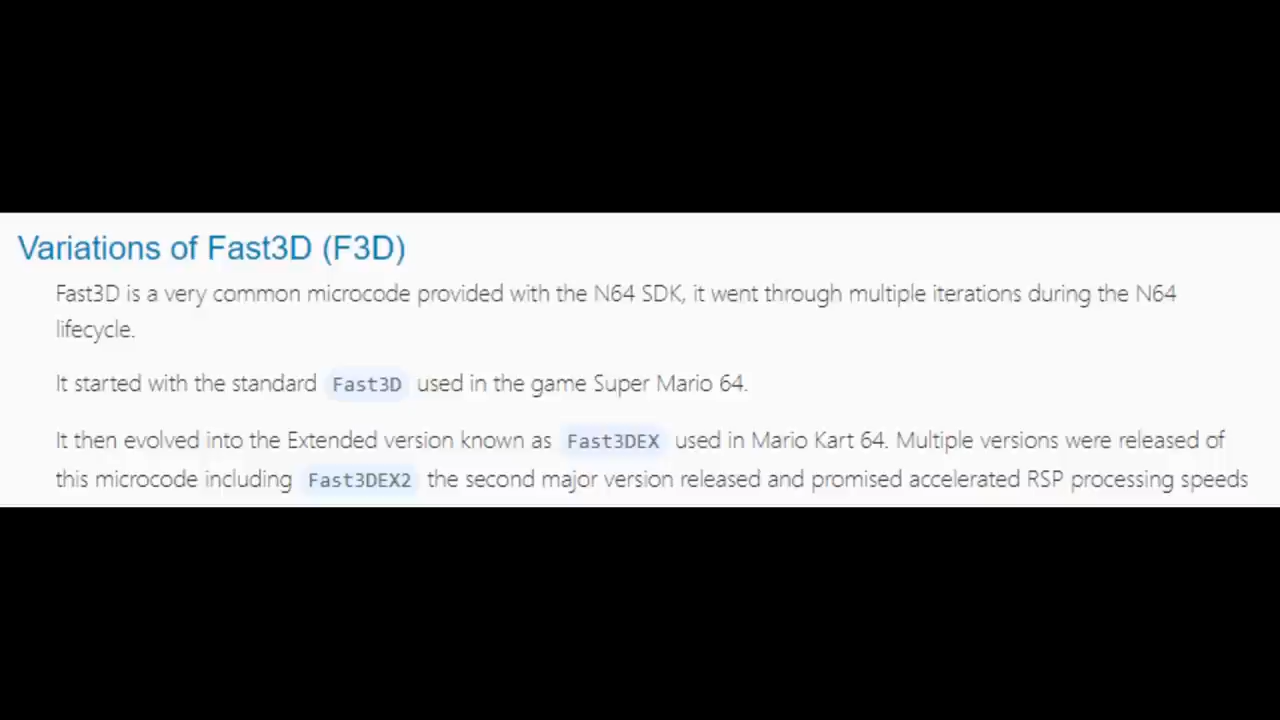 Variations of Fast3D (F3D)
Fast3D is a very common microcode provided with the N64 SDK, it went through multiple iterations during the N64
lifecycle.
It started with the standard Fast3D used in the game Super Mario 64.
It then evolved into the Extended version known as Fast3DEX used in Mario Kart 64. Multiple versions were released of
this microcode including Fast3DEX2 the second major version released and promised accelerated RSP processing speeds